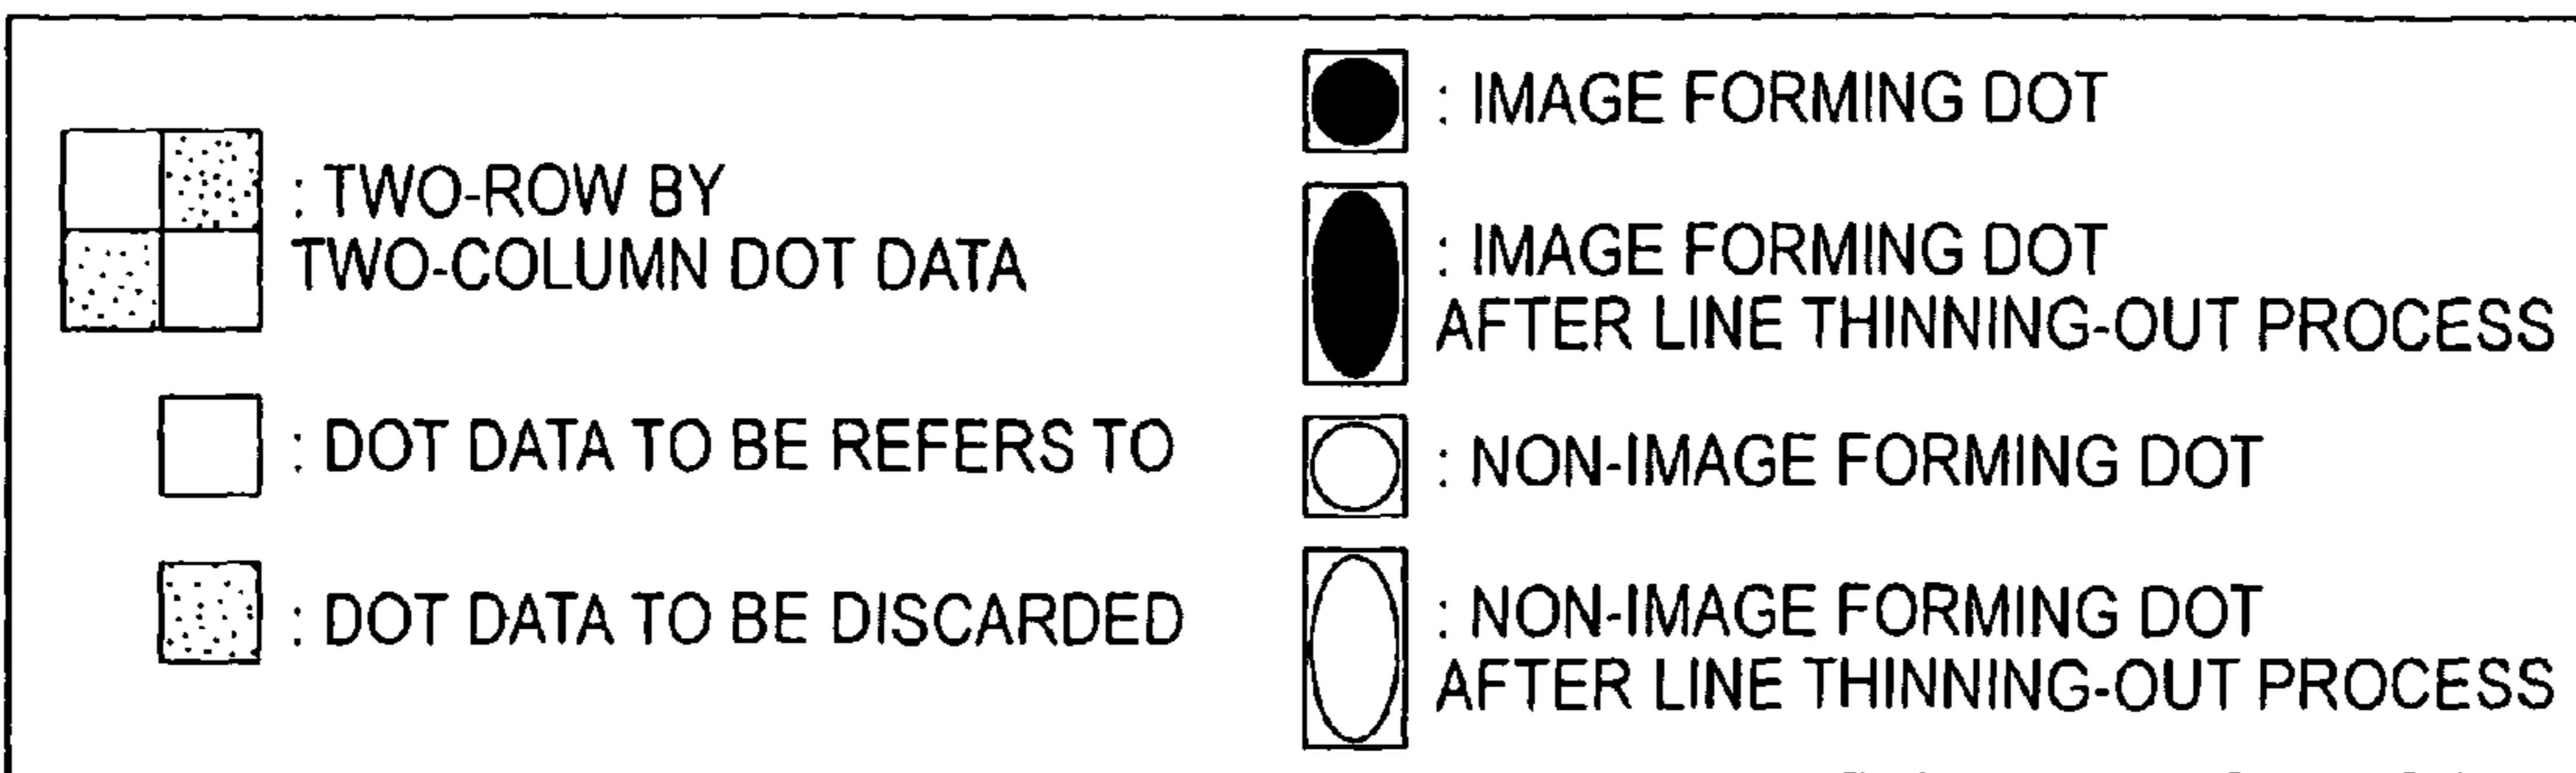 : TWO-ROW BY
TWO-COLUMN DOT DATA
: DOT DATA TO BE REFERS TO
: DOT DATA TO BE DISCARDED
: IMAGE FORMING DOT
: IMAGE FORMING DOT
AFTER LINE THINNING-OUT PROCESS
: NON-IMAGE FORMING DOT
: NON-IMAGE FORMING DOT
AFTER LINE THINNING-OUT PROCESS